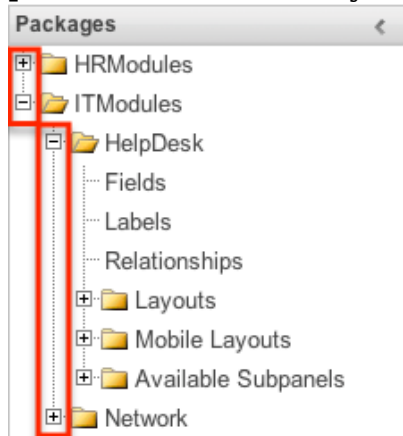 Packages
HRModules
ITModules
HelpDesk
Fields
Labels
Relationships
Layouts
Mobile Layouts
Available Subpanels
Network